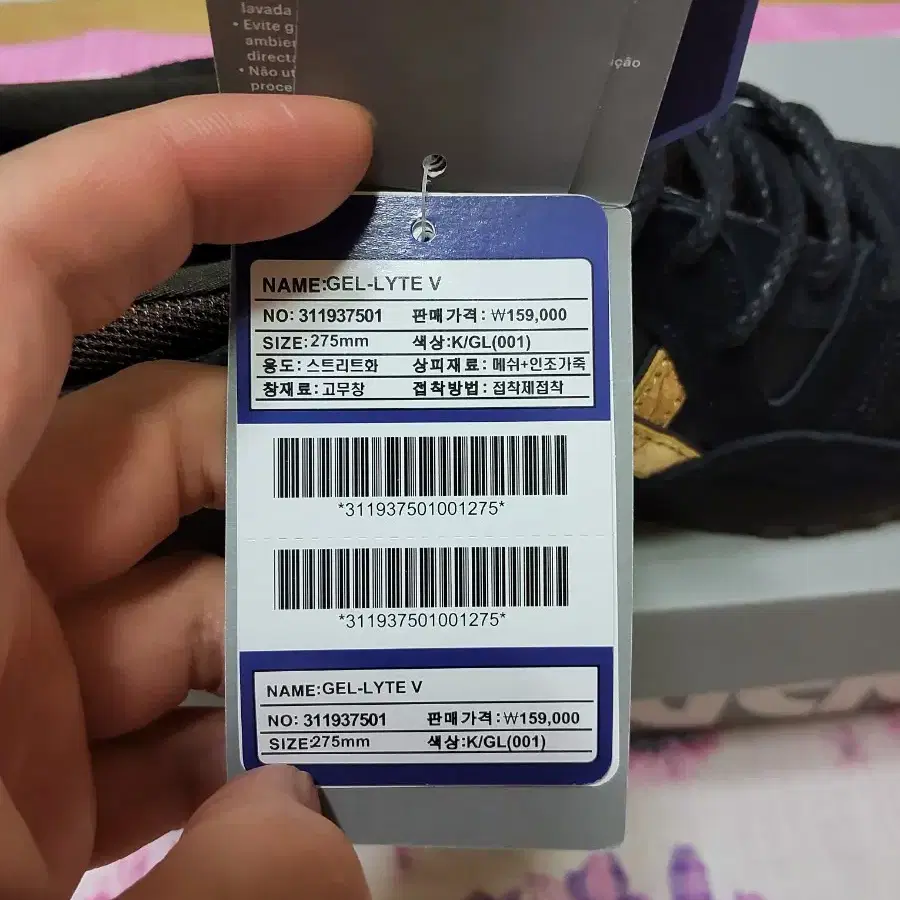 lavada
• Evite g
ambien
direct
• Não ut
proce
ução
NAME:GEL-LYTE V
NO: 311937501 판매가격: ₩159,000
SIZE: 275mm 색상:K/GL(001)
용도: 스트리트화 상피재료: 메쉬+인조가죽
창재료: 고무창 접착방법: 접착제접착
*311937501001275*
*311937501001275*
NAME:GEL-LYTE V
NO: 311937501 판매가격:₩159,000
SIZE:275mm 색상:K/GL(001)